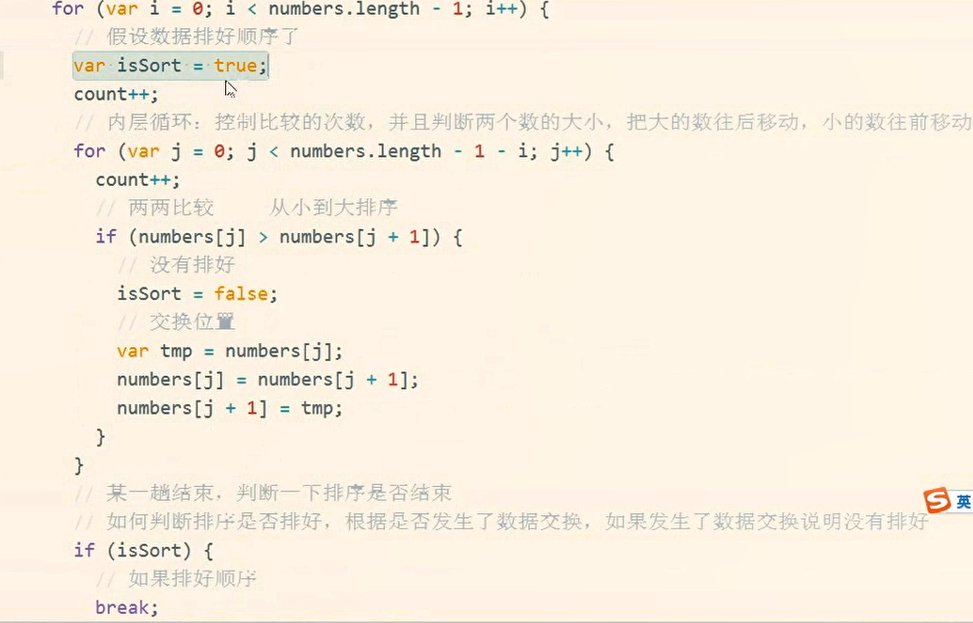 for (var i = 0; i < numbers.length - 1; i++) {
// 假设数据排好顺序了
var isSort = true;
count++;
// 内层循环：控制比较的次数，并且判断两个数的大小，把大的数往后移动，小的数往前移动
for (var j = 0; j < numbers.length - 1 - i; j++) {
count++;
// 两两比较 从小到大排序
if (numbers[j] > numbers[j + 1]) {
// 没有排好
isSort = false;
// 交换位置
var tmp = numbers[j];
numbers[j] = numbers[j + 1];
numbers[j + 1] = tmp;
}
}
// 某一趟结束，判断一下排序是否结束
// 如何判断排序是否排好，根据是否发生了数据交换，如果发生了数据交换说明没有排好
S 英
if (isSort) {
// 如果排好顺序
break;